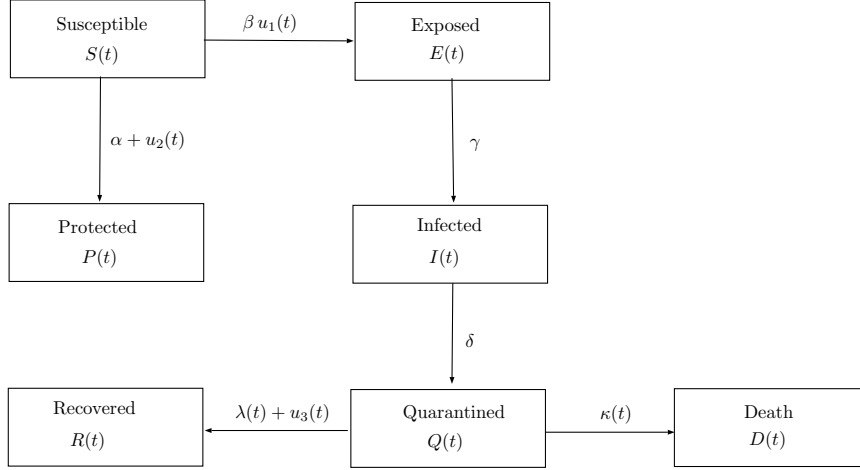 Susceptible
S(t)
β u₁(t)
Exposed
E(t)
α + u₂(t)
γ
Protected
P(t)
Infected
I(t)
δ
Recovered
R(t)
λ(t) + u₃(t)
Quarantined
Q(t)
κ(t)
Death
D(t)